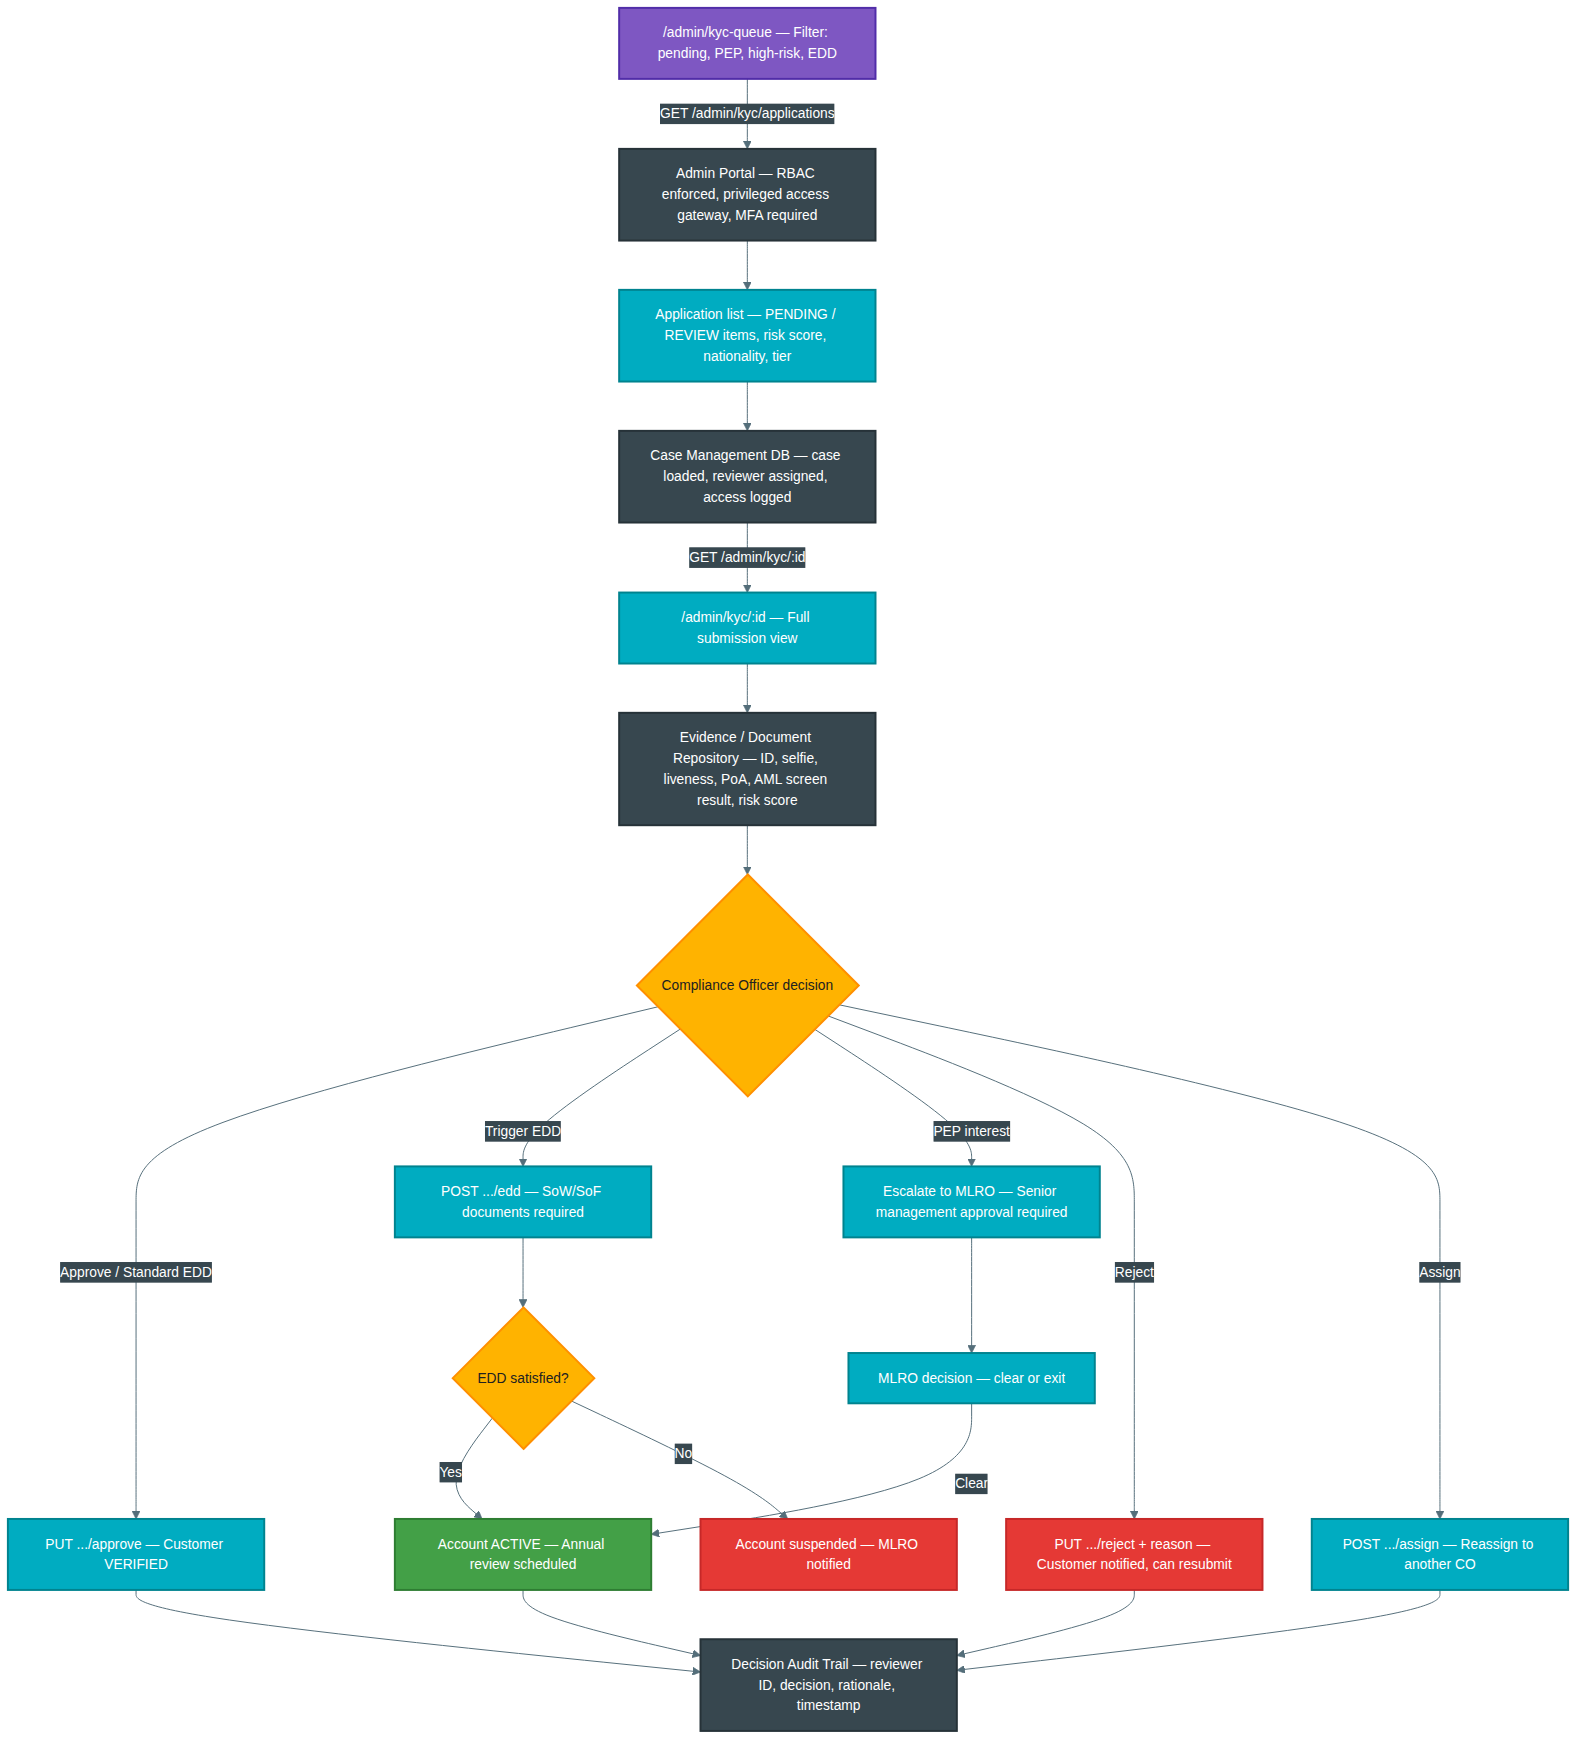 /admin/kyc-queue — Filter:
pending, PEP, high-risk, EDD
GET /admin/kyc/applications
Admin Portal — RBAC
enforced, privileged access
gateway, MFA required
Application list — PENDING /
REVIEW items, risk score,
nationality, tier
Case Management DB — case
loaded, reviewer assigned,
access logged
GET /admin/kyc/:id
/admin/kyc/:id — Full
submission view
Evidence / Document
Repository — ID, selfie,
liveness, PoA, AML screen
result, risk score
Compliance Officer decision
Trigger EDD
PEP interest
POST .../edd — SoW/SoF
documents required
Escalate to MLRO — Senior
management approval required
Approve / Standard EDD
Reject
Assign
EDD satisfied?
MLRO decision — clear or exit
Yes
No
Clear
PUT .../approve — Customer
VERIFIED
Account ACTIVE — Annual
review scheduled
Account suspended — MLRO
notified
PUT .../reject + reason —
Customer notified, can resubmit
POST .../assign — Reassign to
another CO
Decision Audit Trail — reviewer
ID, decision, rationale,
timestamp